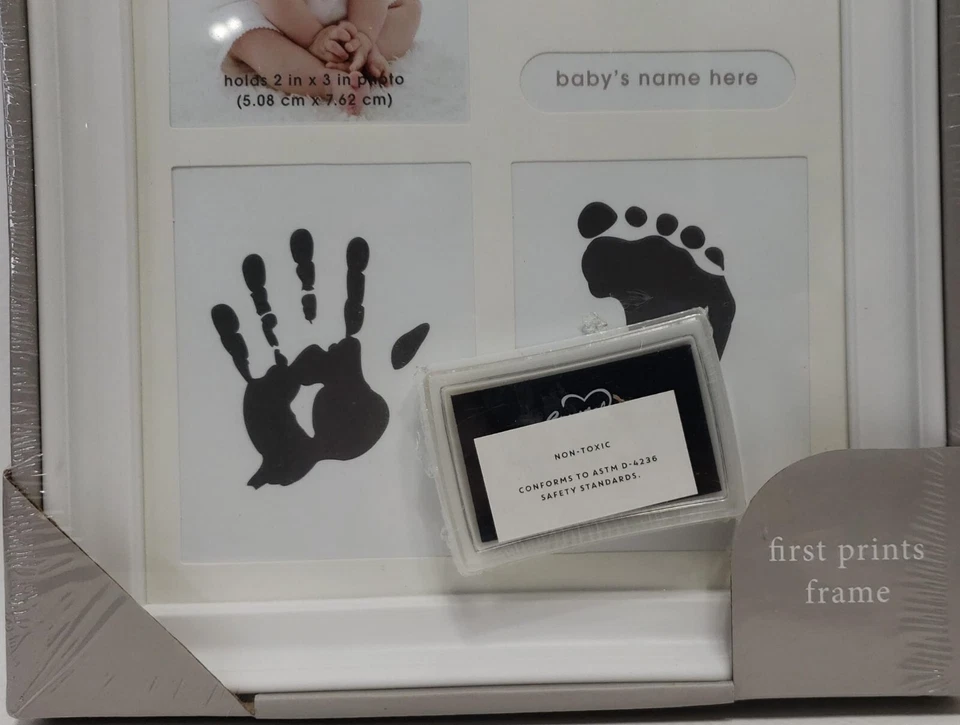 holds 2 in x 3 in photo
(5.08 cm x 7.62 cm)
baby's name here
NON-TOXIC
CONFORMS TO ASTM D-4236
SAFETY STANDARDS.
first prints
frame